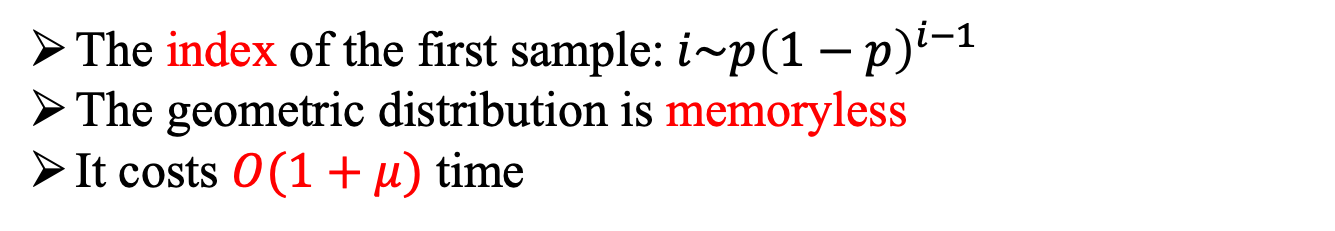 ➢ The index of the first sample: i~p(1 − p)^{i−1}
➢ The geometric distribution is memoryless
➢ It costs O(1 + μ) time